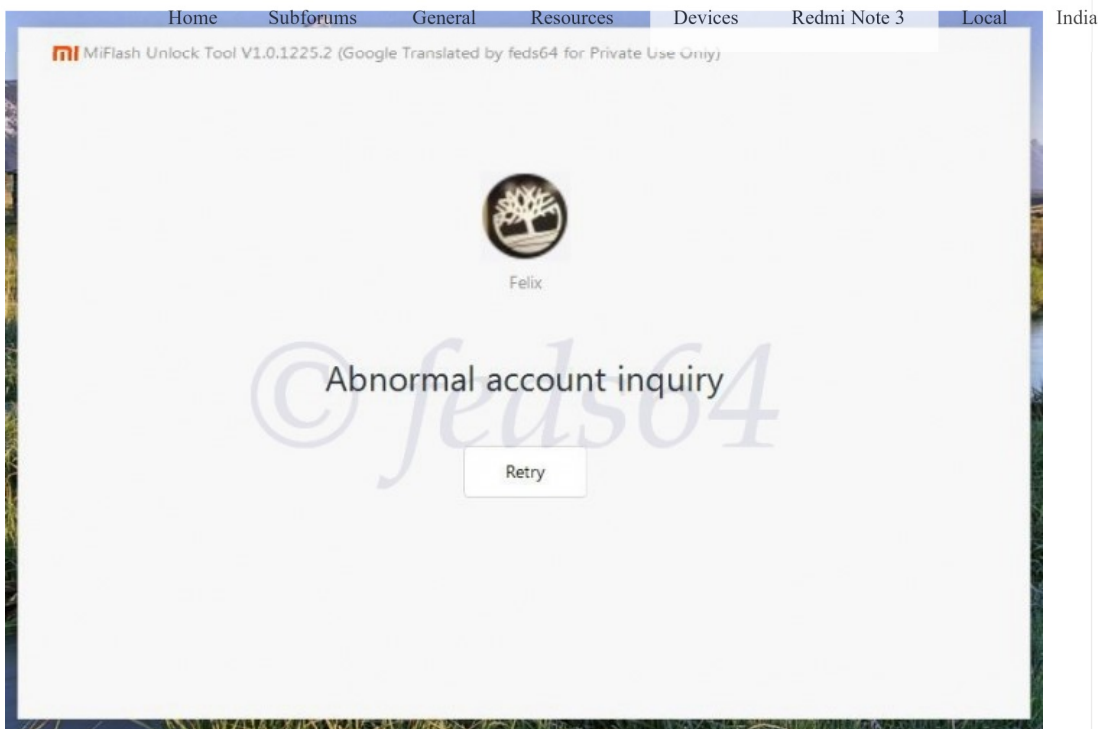 Home Subforums General Resources Devices Redmi Note 3 Local India
MiFlash Unlock Tool V1.0.1225.2 (Google Translated by feds64 for Private Use Only)
Felix
Abnormal account inquiry
© feds64
Retry